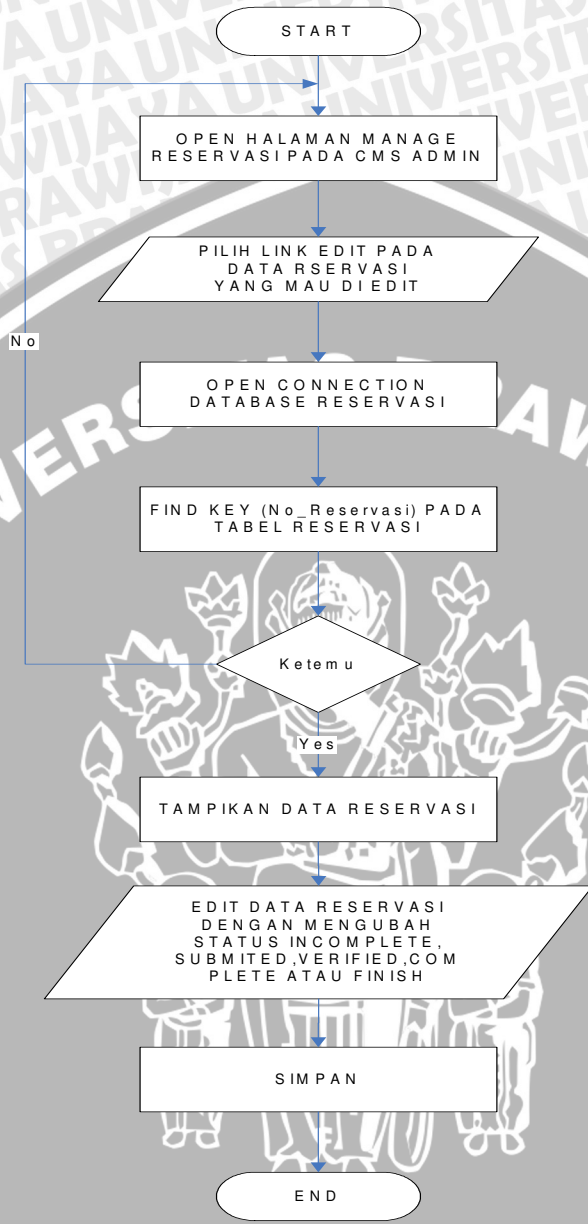 START
OPEN HALAMAN MANAGE
RESERVASI PADA CMS ADMIN
PILIH LINK EDIT PADA
DATA RSERVASI
YANG MAU DI EDIT
No
OPEN CONNECTION
DATABASE RESERVASI
FIND KEY (No_Reservasi) PADA
TABEL RESERVASI
Ketemu
Yes
TAMPIKAN DATA RESERVASI
EDIT DATA RESERVASI
DENGAN MENGUBAH
STATUS INCOMPLETE,
SUBMITED,VERIFIED,COM
PLETE ATAU FINISH
SIMPAN
END